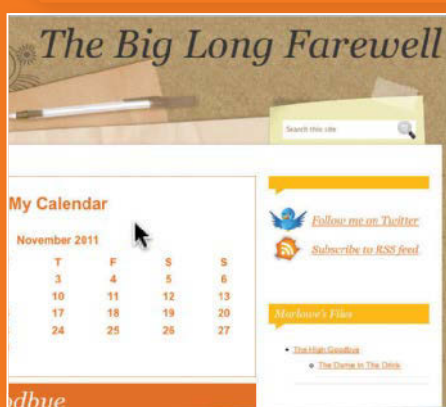 The Big Long Farewell
Search this site
My Calendar
November 2011
T F S S
3 4 5 6
10 11 12 13
17 18 19 20
24 25 26 27
odbye
Follow me on Twitter
Subscribe to RSS feed
Marlowe's Files
The High Goodbye
The Dame In The Drink